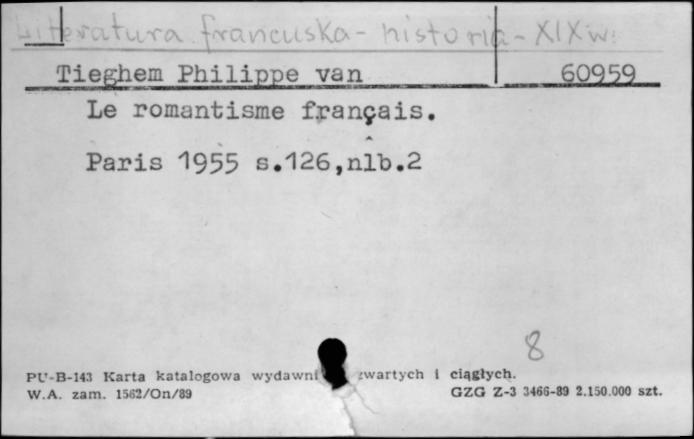 Literatura francuska - historia - XIX w.
Tieghem Philippe van 60959
Le romantisme français.
Paris 1955 s.126,nlb.2
8
PU-B-143 Karta katalogowa wydawni zwartych i ciągłych.
W.A. zam. 1562/On/89 GZG Z-3 3466-89 2.150.000 szt.